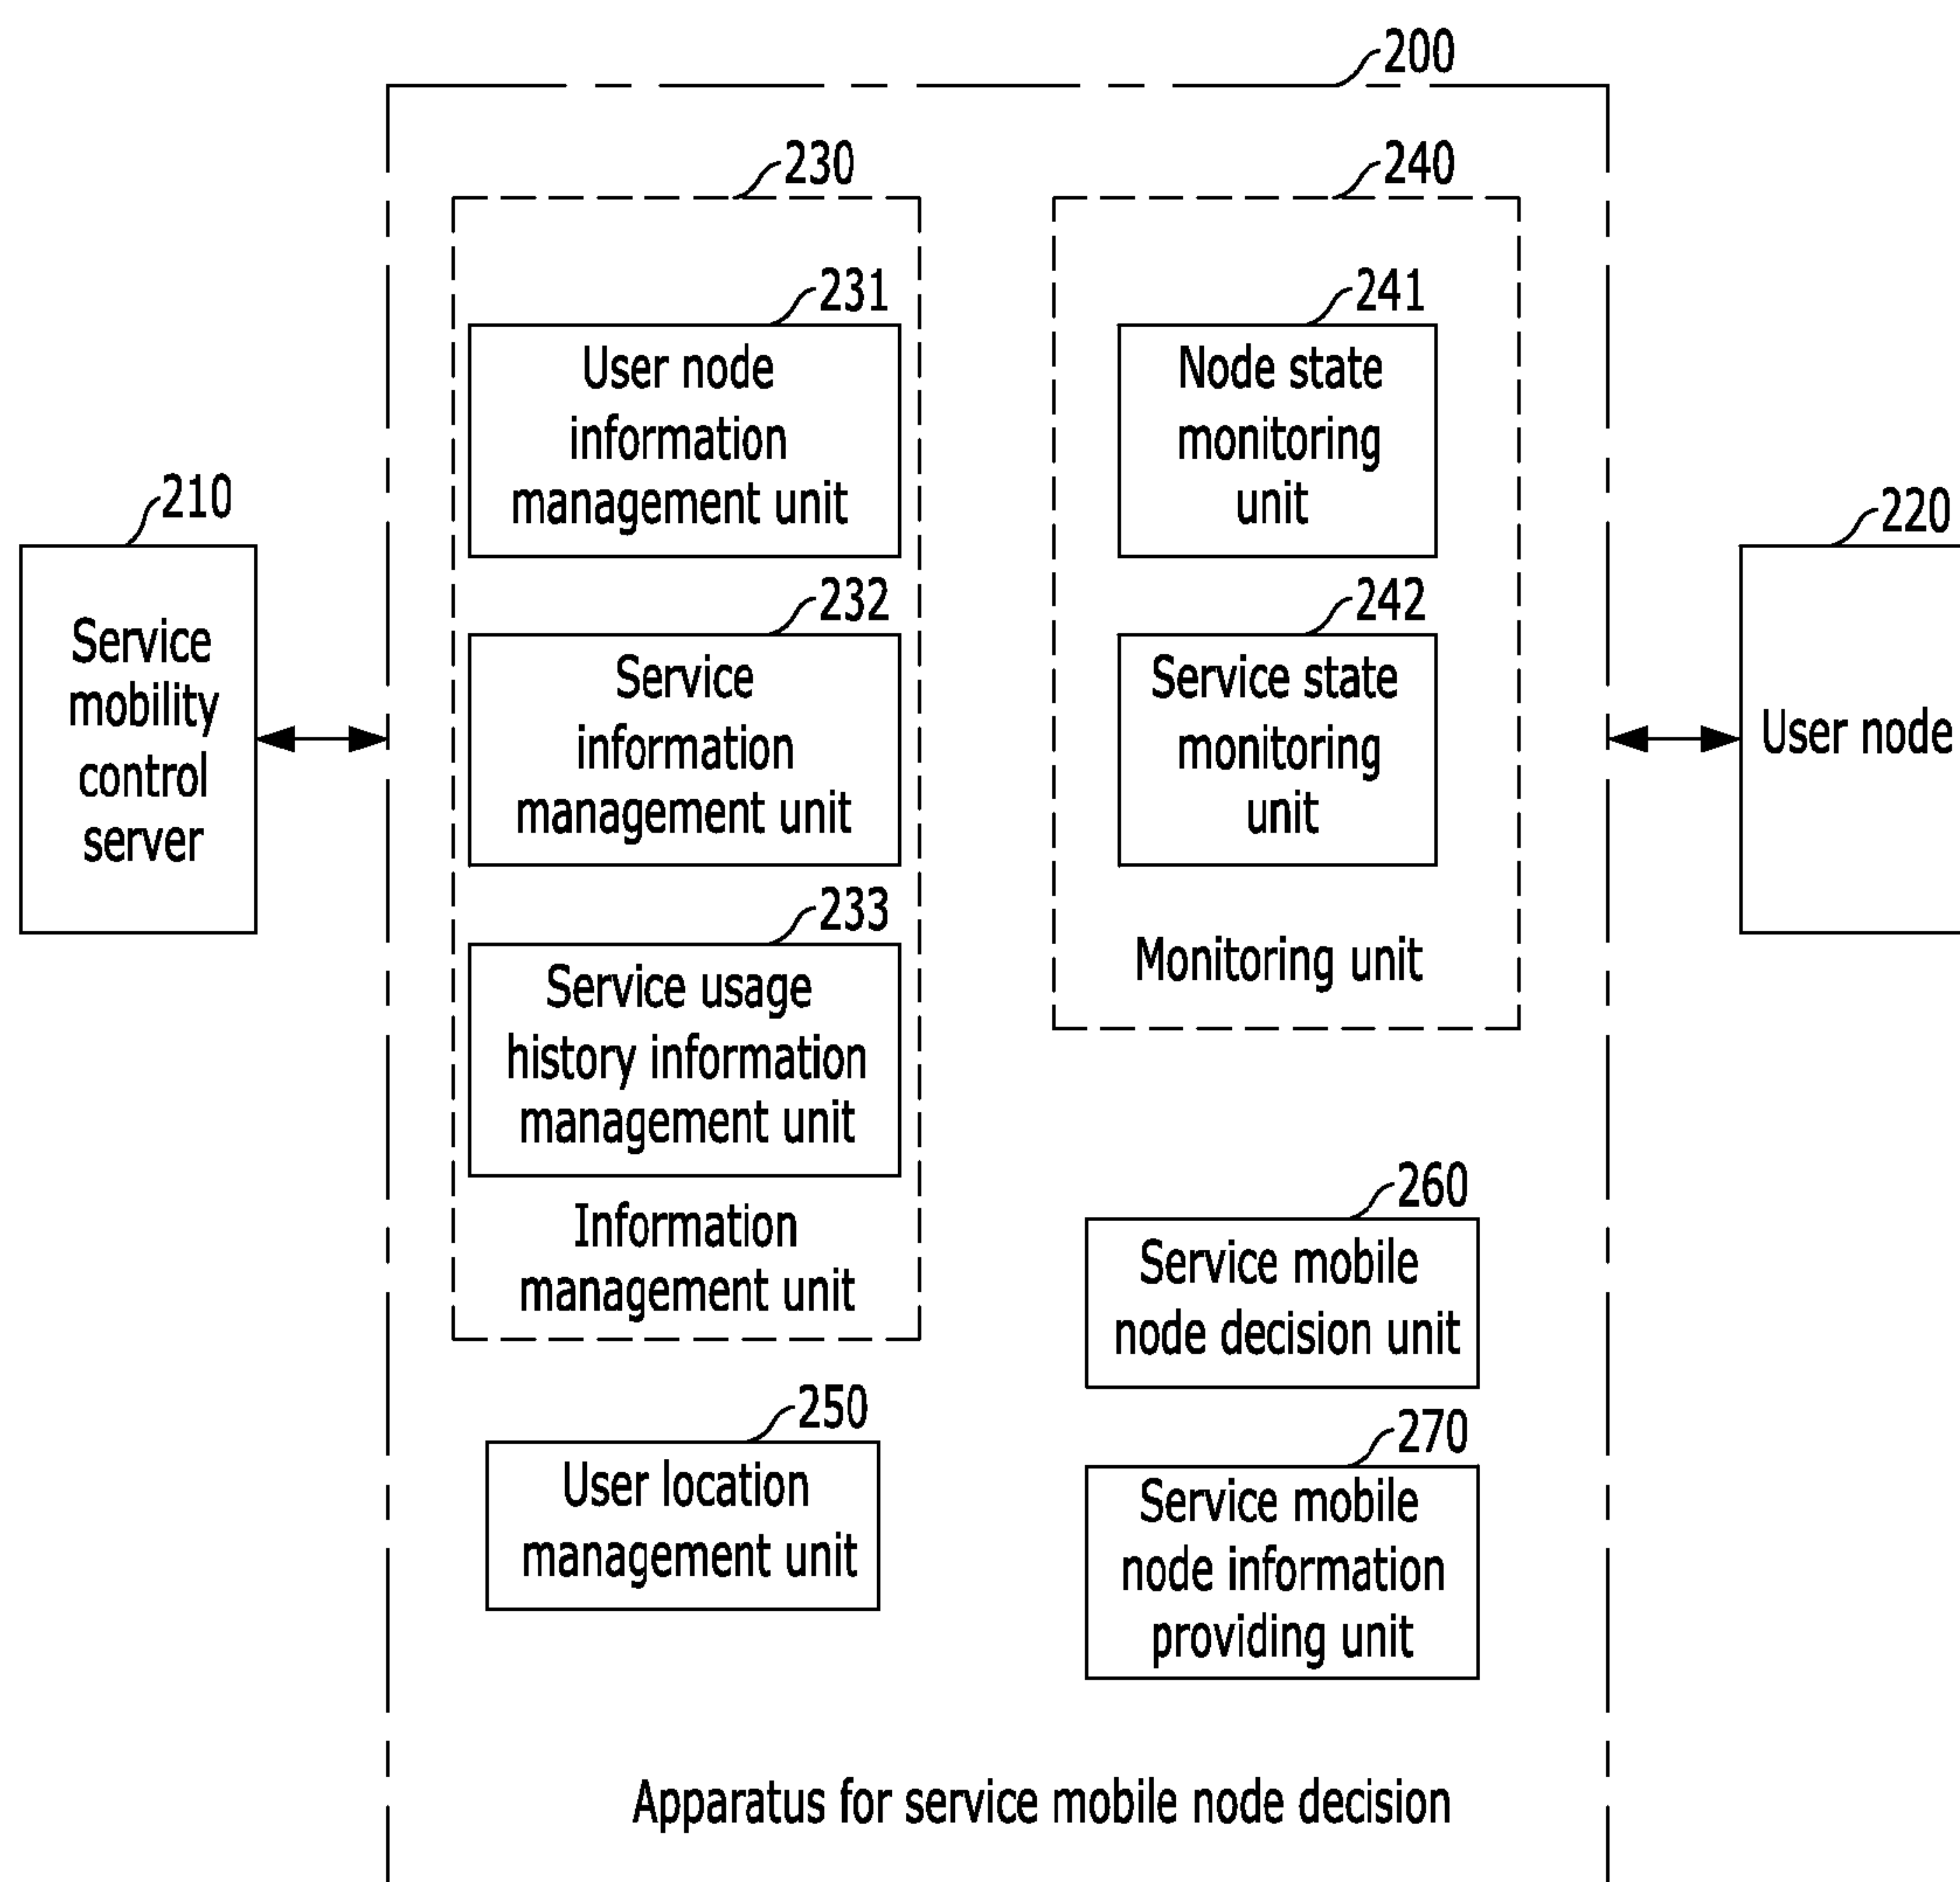 200
230
240
231
User node
information
management unit
241
Node state
monitoring
unit
210
Service
mobility
control
server
220
User node
232
Service
information
management unit
242
Service state
monitoring
unit
233
Service usage
history information
management unit
Monitoring unit
Information
management unit
260
Service mobile
node decision unit
250
User location
management unit
270
Service mobile
node information
providing unit
Apparatus for service mobile node decision